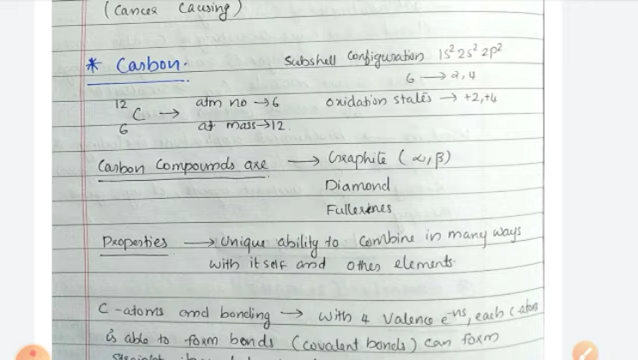 (Cancer Causing)
* Carbon. Subshell Configuration 1s² 2s² 2p²
6 → 2, 4
¹²₆C → atm no → 6 oxidation states → +2, +4
at mass → 12
Carbon Compounds are → Graphite (α, β)
Diamond
Fullerenes
Properties → Unique ability to combine in many ways
with itself and other elements.
C-atoms and bonding → With 4 Valence e⁻ⁿˢ, each C-atom
is able to form bonds (covalent bonds) can form